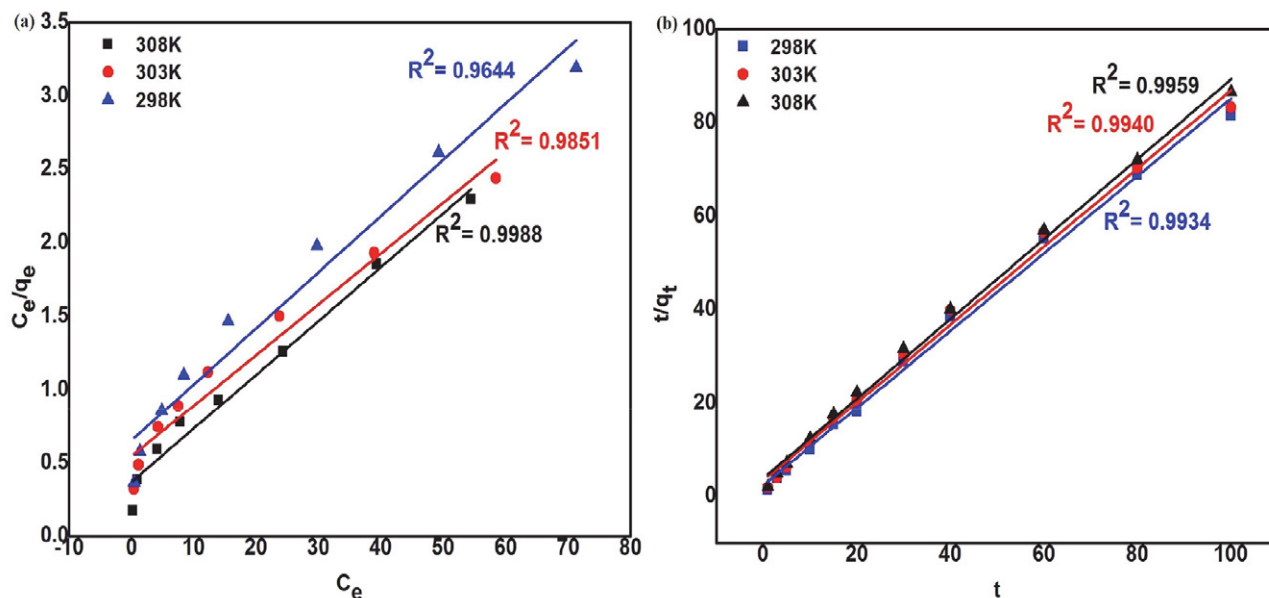 (a)
3.5
3.0
2.5
2.0
1.5
1.0
0.5
0.0
308K
303K
298K
R²= 0.9644
R²= 0.9851
R²= 0.9988
Cₑ/qₑ
-10 0 10 20 30 40 50 60 70 80
Cₑ
(b)
100
80
60
40
20
0
298K
303K
308K
R²= 0.9959
R²= 0.9940
R²= 0.9934
t/qₜ
0 20 40 60 80 100
t